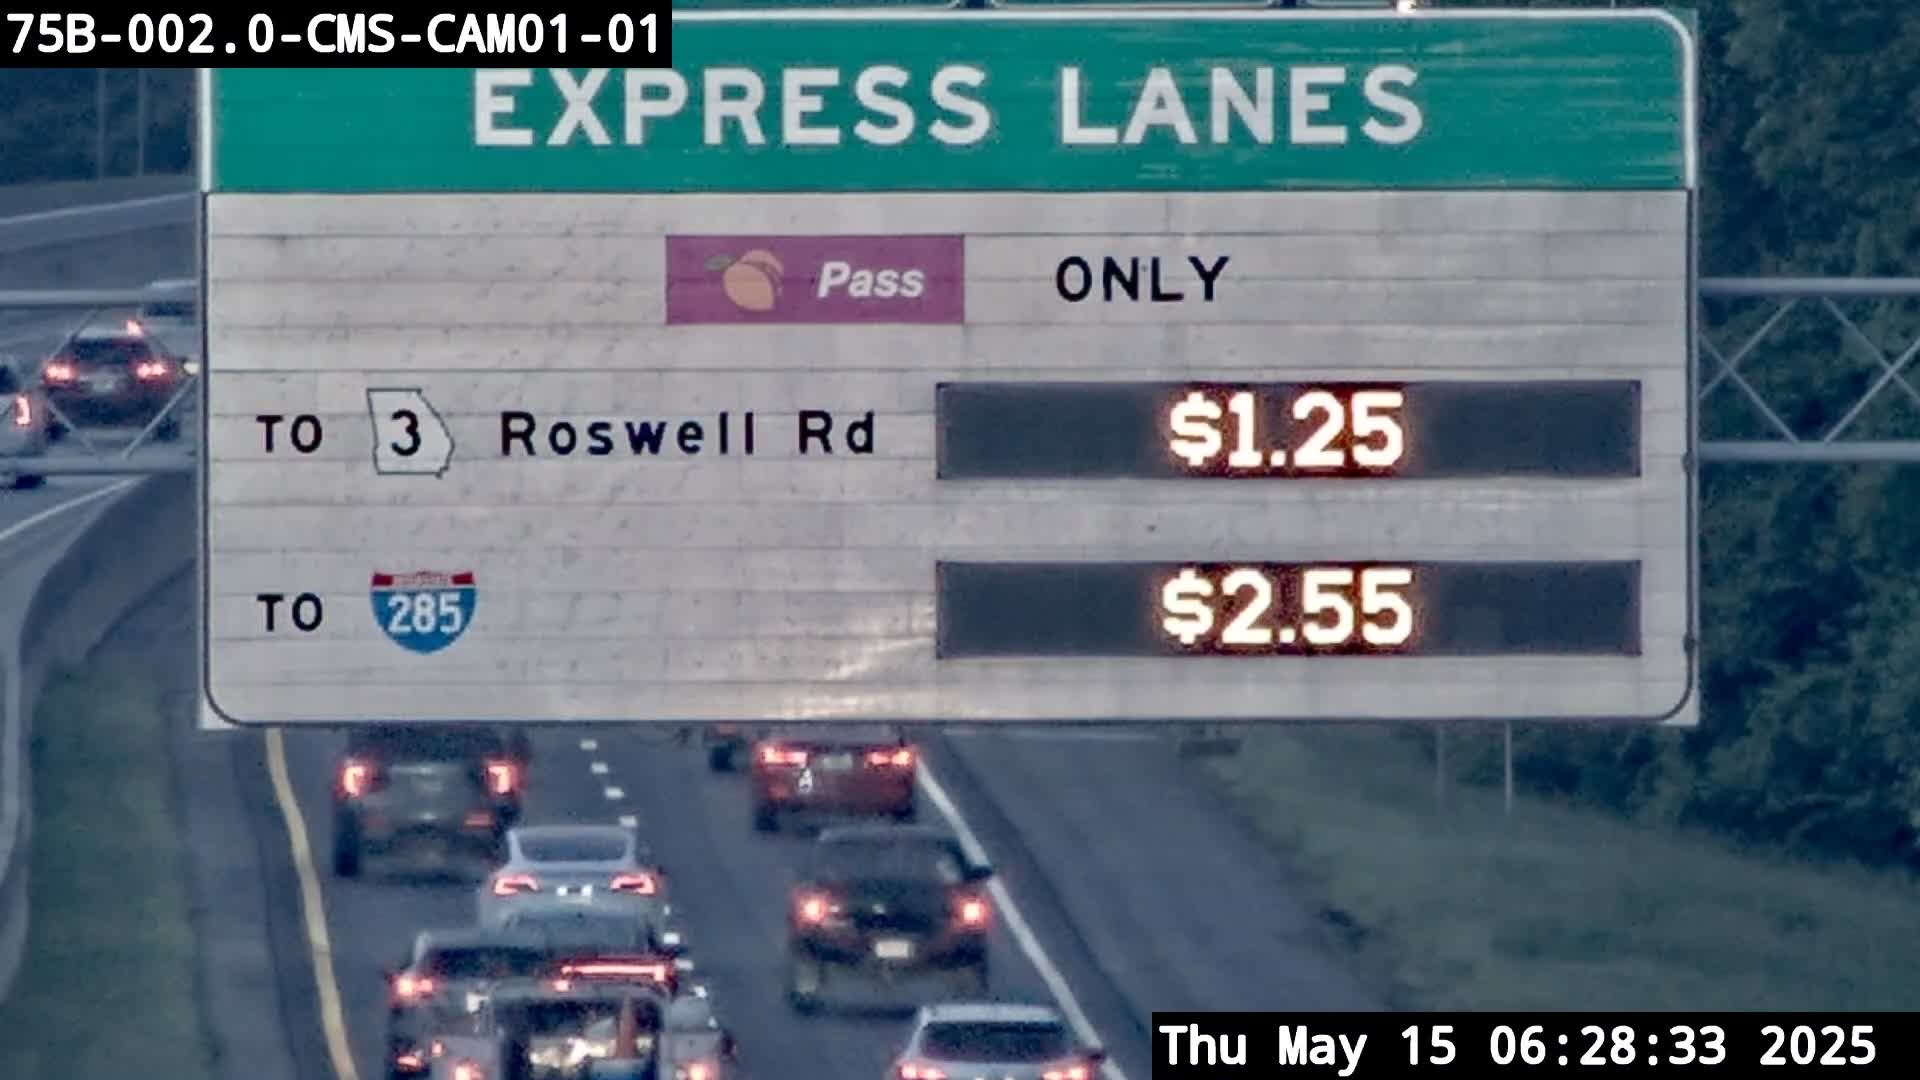 75B-002.0-CMS-CAM01-01
EXPRESS LANES
Pass ONLY
TO 3 Roswell Rd $1.25
TO 285 $2.55
Thu May 15 06:28:33 2025